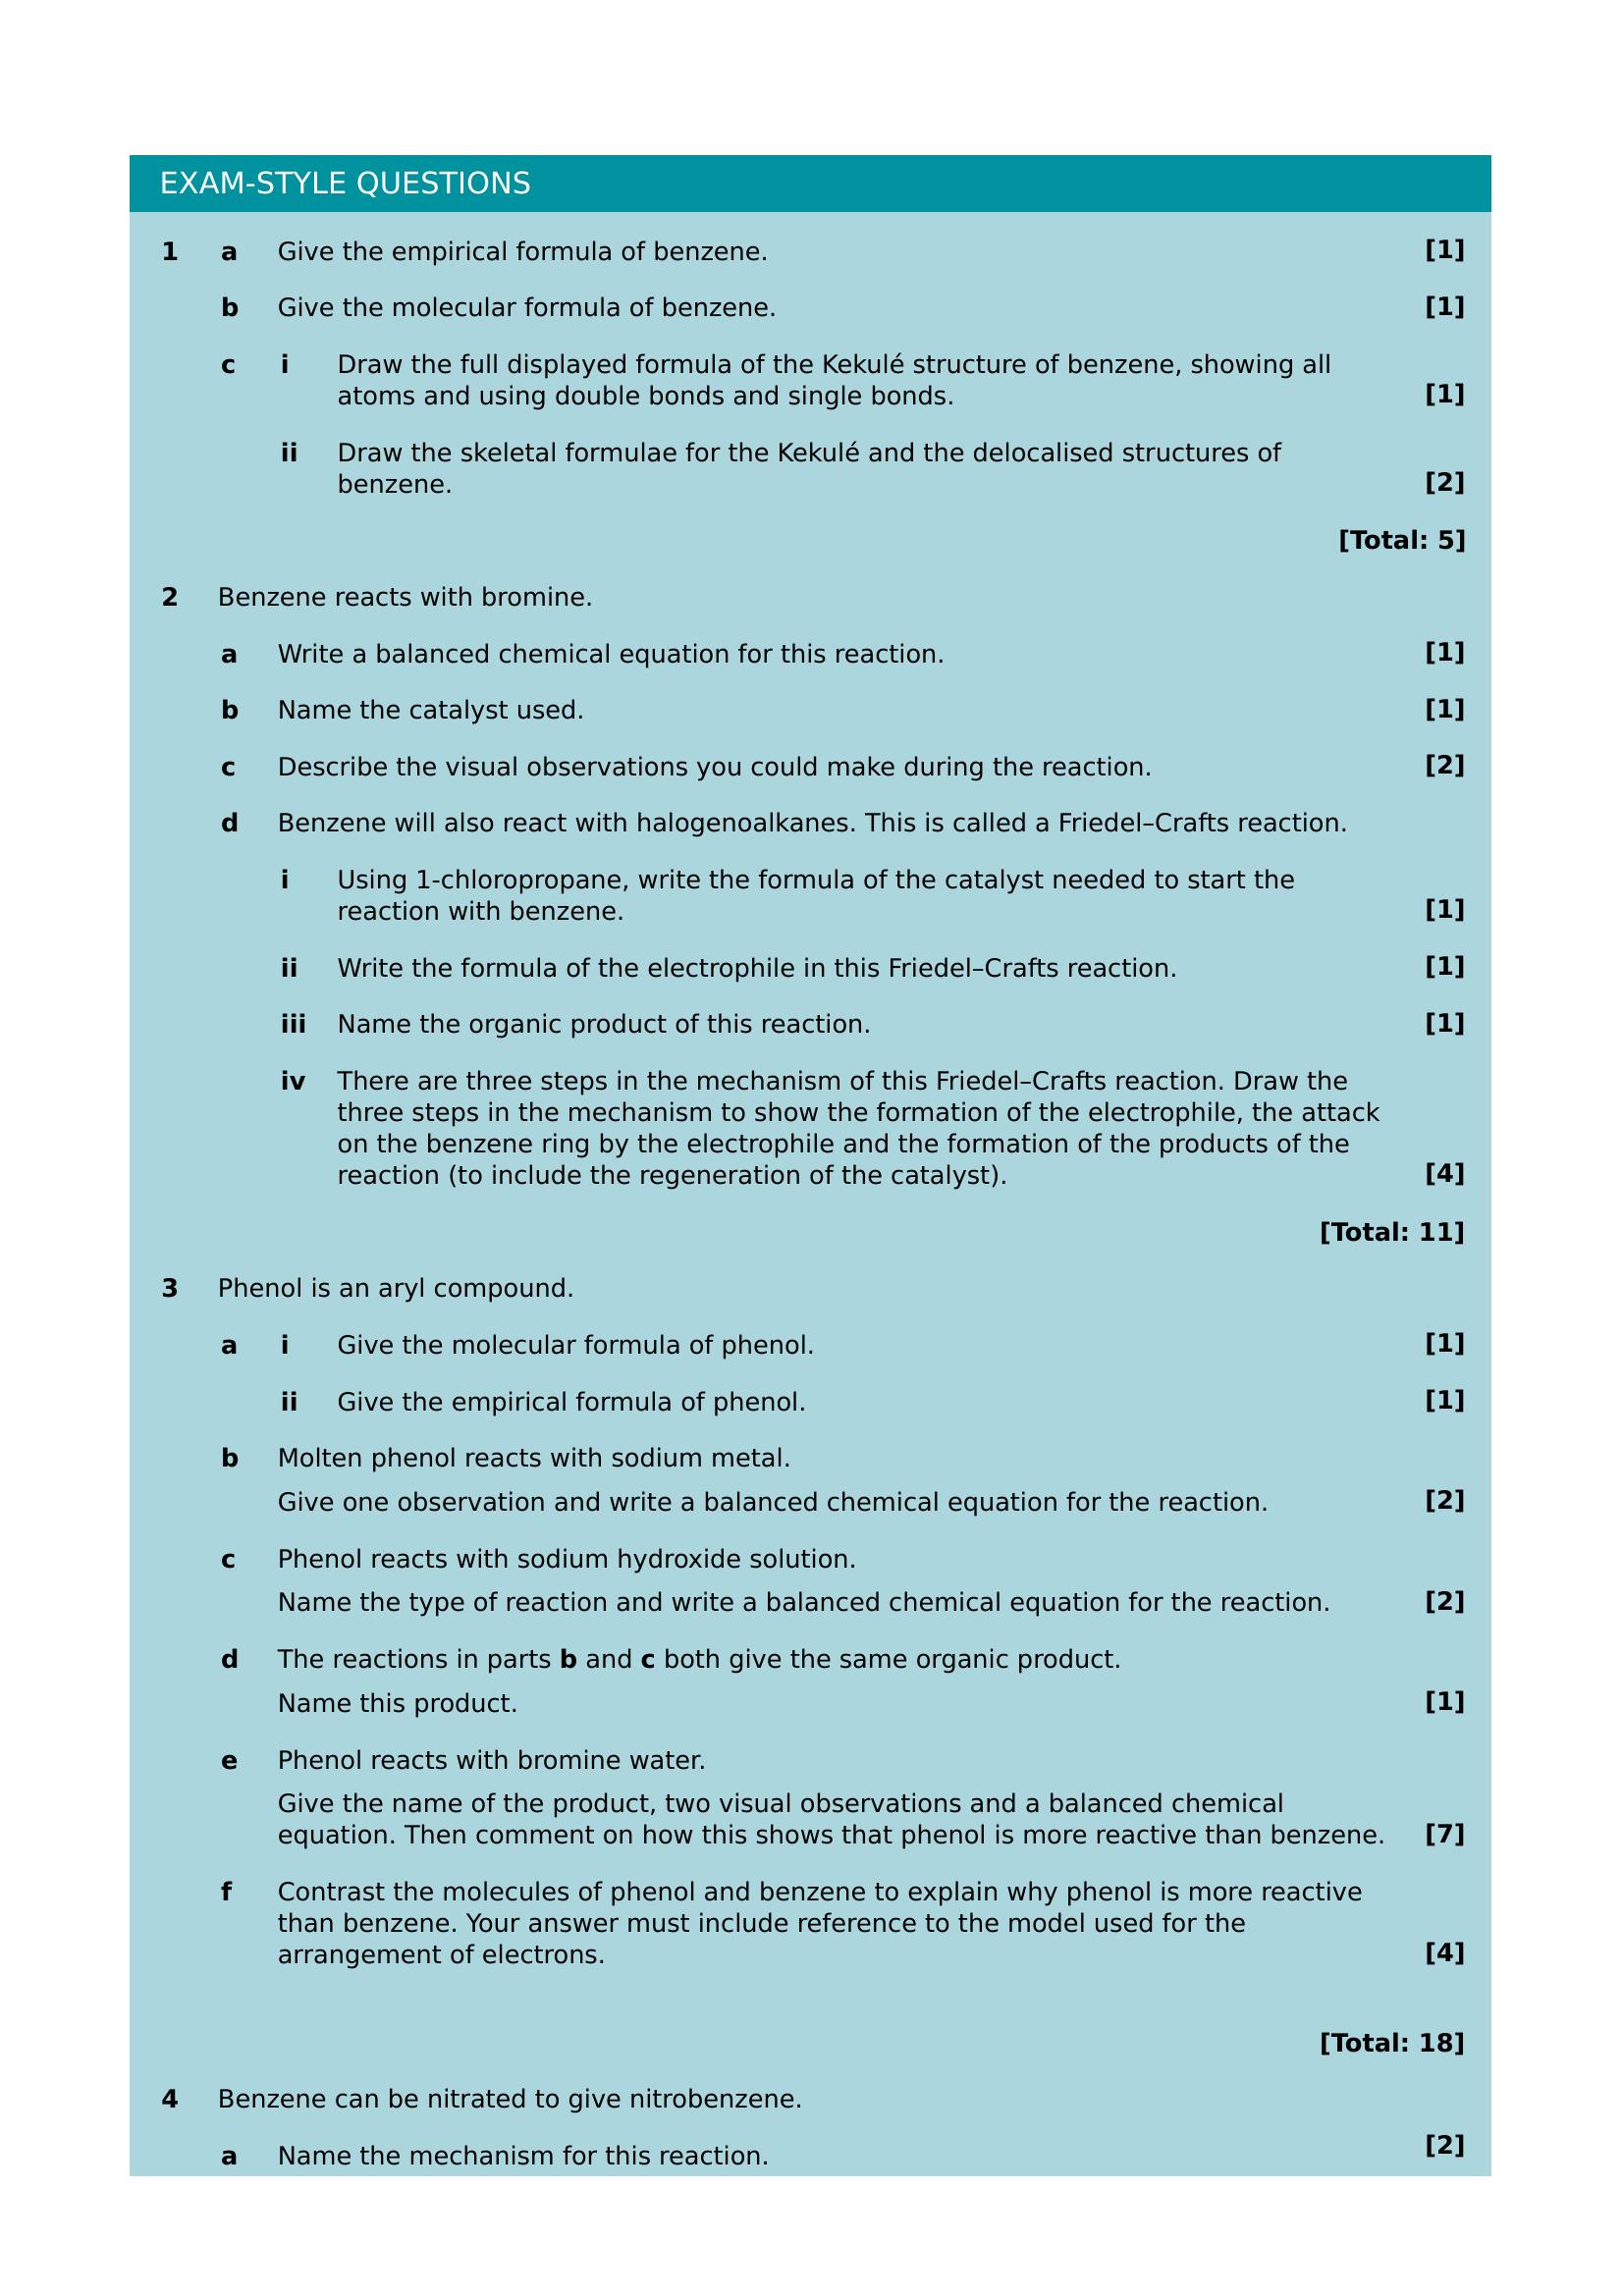 EXAM-STYLE QUESTIONS
1 a Give the empirical formula of benzene. [1]
b Give the molecular formula of benzene. [1]
c i Draw the full displayed formula of the Kekulé structure of benzene, showing all
atoms and using double bonds and single bonds. [1]
ii Draw the skeletal formulae for the Kekulé and the delocalised structures of
benzene. [2]
[Total: 5]
2 Benzene reacts with bromine.
a Write a balanced chemical equation for this reaction. [1]
b Name the catalyst used. [1]
c Describe the visual observations you could make during the reaction. [2]
d Benzene will also react with halogenoalkanes. This is called a Friedel–Crafts reaction.
i Using 1-chloropropane, write the formula of the catalyst needed to start the
reaction with benzene. [1]
ii Write the formula of the electrophile in this Friedel–Crafts reaction. [1]
iii Name the organic product of this reaction. [1]
iv There are three steps in the mechanism of this Friedel–Crafts reaction. Draw the
three steps in the mechanism to show the formation of the electrophile, the attack
on the benzene ring by the electrophile and the formation of the products of the
reaction (to include the regeneration of the catalyst). [4]
[Total: 11]
3 Phenol is an aryl compound.
a i Give the molecular formula of phenol. [1]
ii Give the empirical formula of phenol. [1]
b Molten phenol reacts with sodium metal.
Give one observation and write a balanced chemical equation for the reaction. [2]
c Phenol reacts with sodium hydroxide solution.
Name the type of reaction and write a balanced chemical equation for the reaction. [2]
d The reactions in parts b and c both give the same organic product.
Name this product. [1]
e Phenol reacts with bromine water.
Give the name of the product, two visual observations and a balanced chemical
equation. Then comment on how this shows that phenol is more reactive than benzene. [7]
f Contrast the molecules of phenol and benzene to explain why phenol is more reactive
than benzene. Your answer must include reference to the model used for the
arrangement of electrons. [4]
[Total: 18]
4 Benzene can be nitrated to give nitrobenzene.
a Name the mechanism for this reaction. [2]